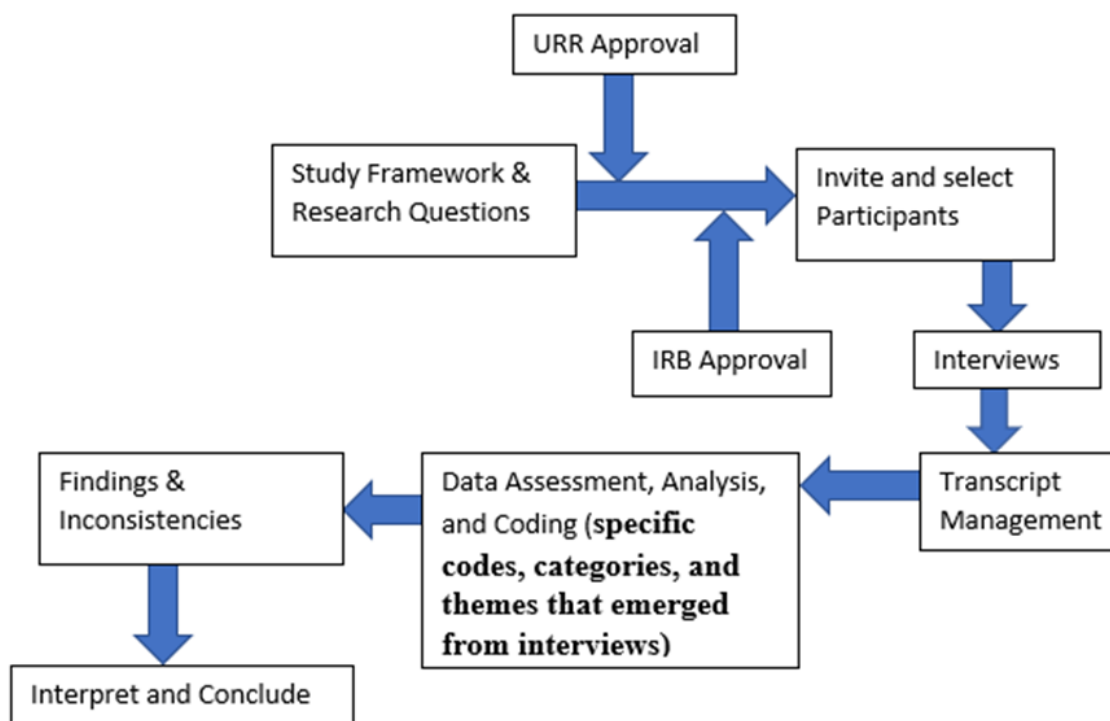 URR Approval
Study Framework &
Research Questions
Invite and select
Participants
IRB Approval
Interviews
Transcript
Management
Data Assessment, Analysis,
and Coding (specific
codes, categories, and
themes that emerged
from interviews)
Findings &
Inconsistencies
Interpret and Conclude